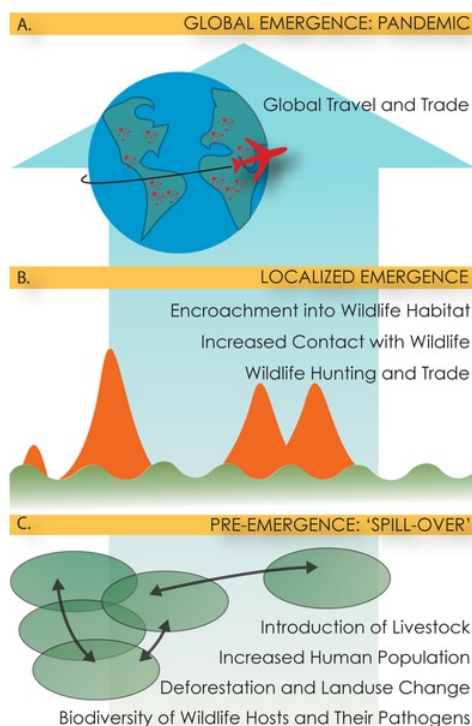 A.
GLOBAL EMERGENCE: PANDEMIC
Global Travel and Trade
B.
LOCALIZED EMERGENCE
Encroachment into Wildlife Habitat
Increased Contact with Wildlife
Wildlife Hunting and Trade
C.
PRE-EMERGENCE: 'SPILL-OVER'
Introduction of Livestock
Increased Human Population
Deforestation and Landuse Change
Biodiversity of Wildlife Hosts and Their Pathogens